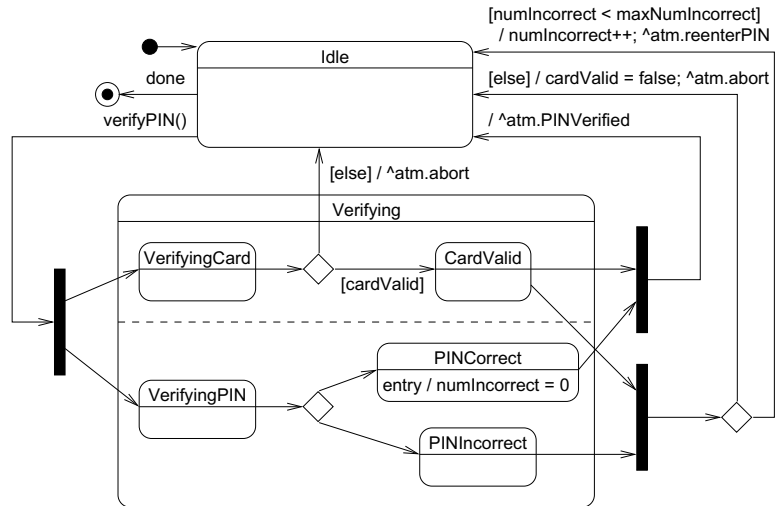 [numIncorrect < maxNumIncorrect]
/ numIncorrect++; ^atm.reenterPIN
Idle
done
[else] / cardValid = false; ^atm.abort
verifyPIN()
/ ^atm.PINVerified
[else] / ^atm.abort
Verifying
VerifyingCard
CardValid
[cardValid]
PINCorrect
entry / numIncorrect = 0
VerifyingPIN
PINIncorrect